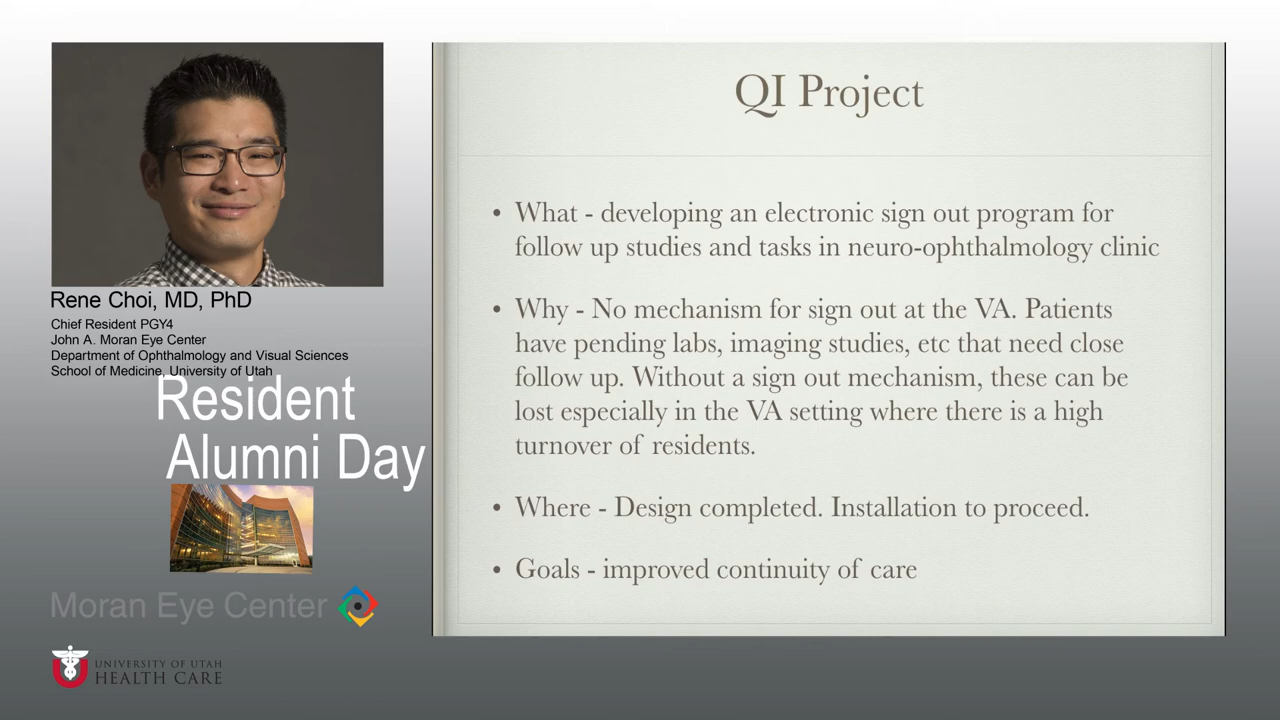 Rene Choi, MD, PhD
Chief Resident PGY4
John A. Moran Eye Center
Department of Ophthalmology and Visual Sciences
School of Medicine, University of Utah
Resident
Alumni Day
Moran Eye Center
UNIVERSITY OF UTAH
HEALTH CARE
QI Project
• What - developing an electronic sign out program for
follow up studies and tasks in neuro-ophthalmology clinic
• Why - No mechanism for sign out at the VA. Patients
have pending labs, imaging studies, etc that need close
follow up. Without a sign out mechanism, these can be
lost especially in the VA setting where there is a high
turnover of residents.
• Where - Design completed. Installation to proceed.
• Goals - improved continuity of care